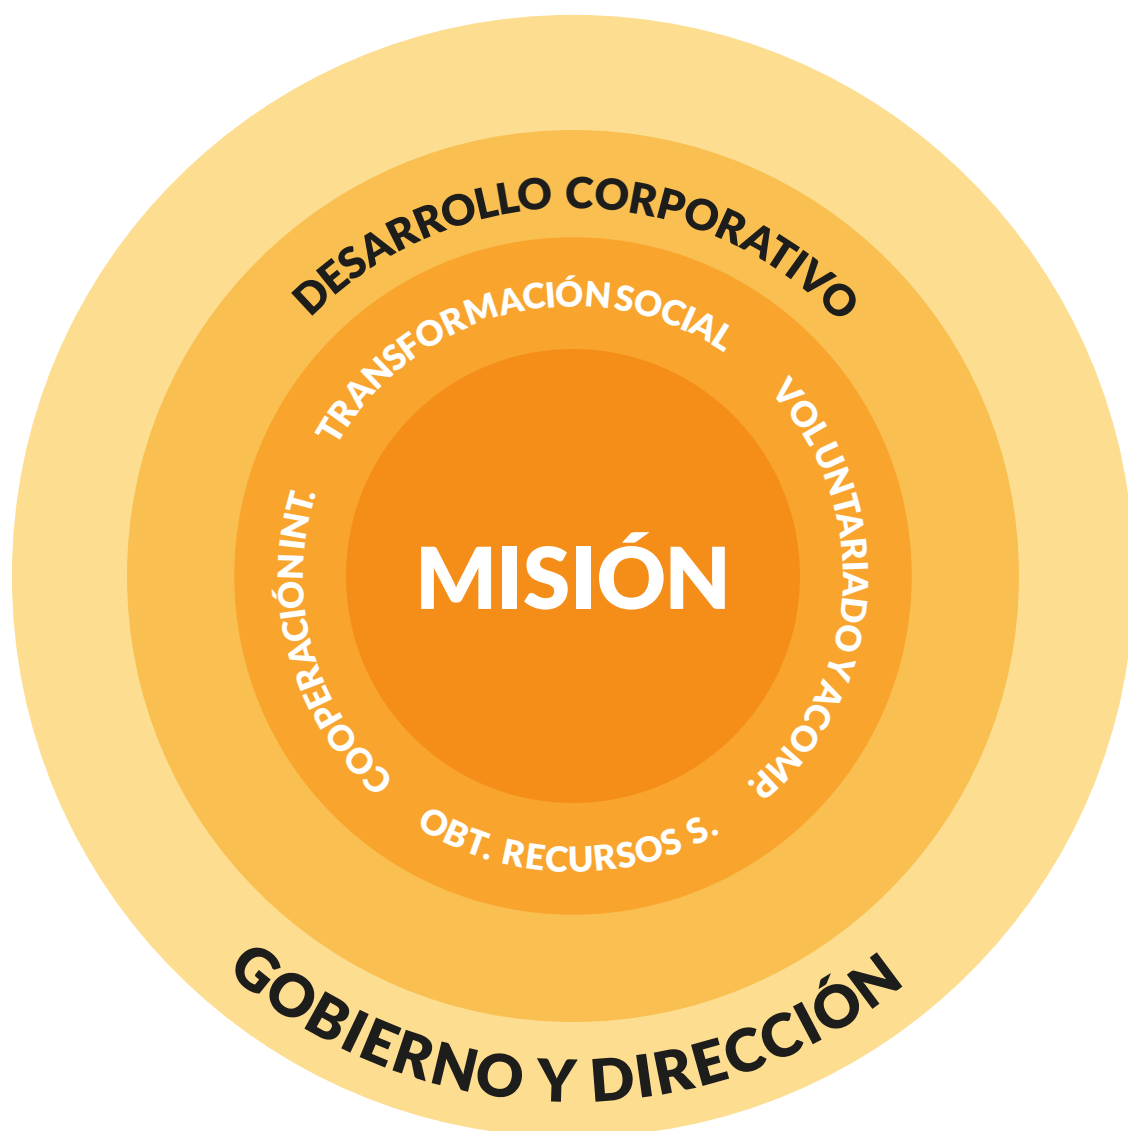 DESARROLLO CORPORATIVO
TRANSFORMACIÓN SOCIAL
VOLUNTARIADO Y ACOMP.
COOPERACIÓN INT.
MISIÓN
OBT. RECURSOS S.
GOBIERNO Y DIRECCIÓN